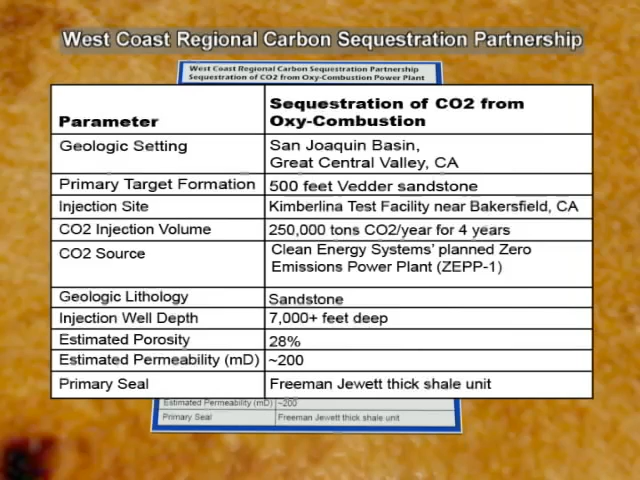 West Coast Regional Carbon Sequestration Partnership
West Coast Regional Carbon Sequestration Partnership
Sequestration of CO2 from Oxy-Combustion Power Plant
Parameter
Sequestration of CO2 from
Oxy-Combustion
Geologic Setting
San Joaquin Basin,
Great Central Valley, CA
Primary Target Formation
500 feet Vedder sandstone
Injection Site
Kimberlina Test Facility near Bakersfield, CA
CO2 Injection Volume
250,000 tons CO2/year for 4 years
CO2 Source
Clean Energy Systems' planned Zero
Emissions Power Plant (ZEPP-1)
Geologic Lithology
Sandstone
Injection Well Depth
7,000+ feet deep
Estimated Porosity
28%
Estimated Permeability (mD)
~200
Primary Seal
Freeman Jewett thick shale unit
Estimated Permeability (mD)
~200
Primary Seal
Freeman Jewett thick shale unit